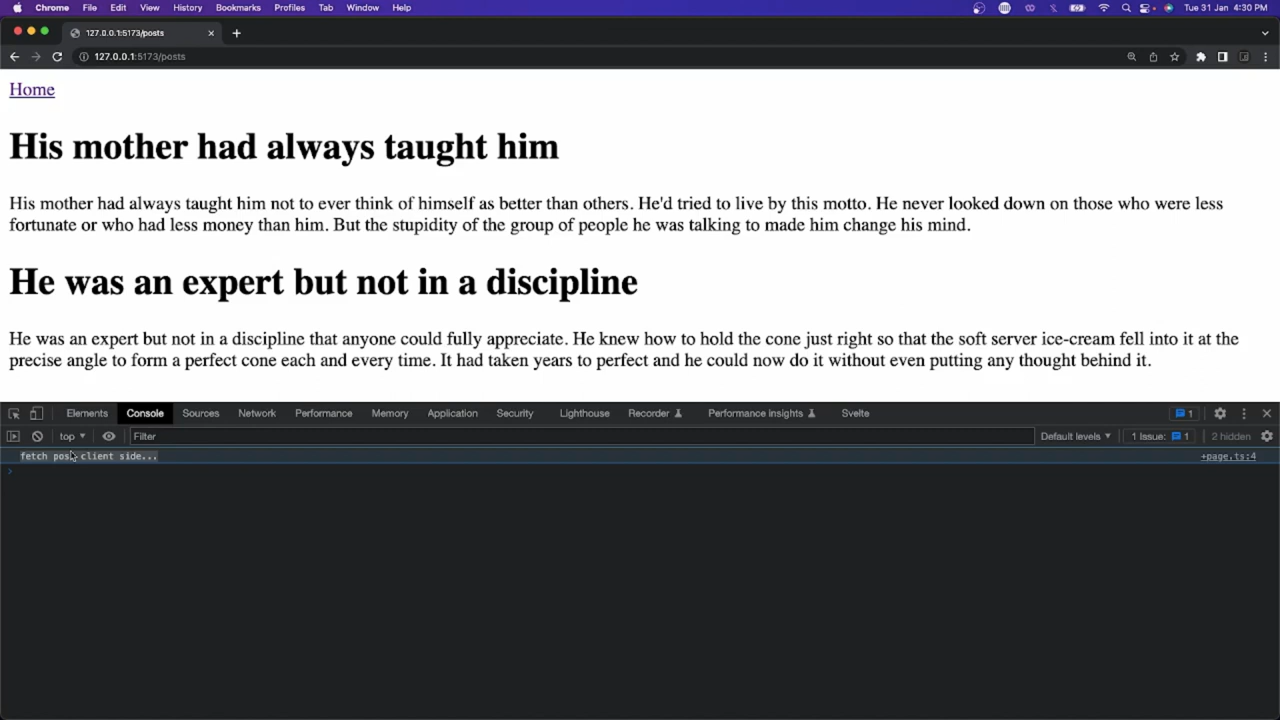 Chrome File Edit View History Bookmarks Profiles Tab Window Help Tue 31 Jan 4:30 PM
127.0.0.1:5173/posts
127.0.0.1:5173/posts
Home
His mother had always taught him
His mother had always taught him not to ever think of himself as better than others. He'd tried to live by this motto. He never looked down on those who were less
fortunate or who had less money than him. But the stupidity of the group of people he was talking to made him change his mind.
He was an expert but not in a discipline
He was an expert but not in a discipline that anyone could fully appreciate. He knew how to hold the cone just right so that the soft server ice-cream fell into it at the
precise angle to form a perfect cone each and every time. It had taken years to perfect and he could now do it without even putting any thought behind it.
Elements Console Sources Network Performance Memory Application Security Lighthouse Recorder Performance insights Svelte 1
top Filter Default levels 1 Issue: 1 2 hidden
fetch post client side... +page.ts:4